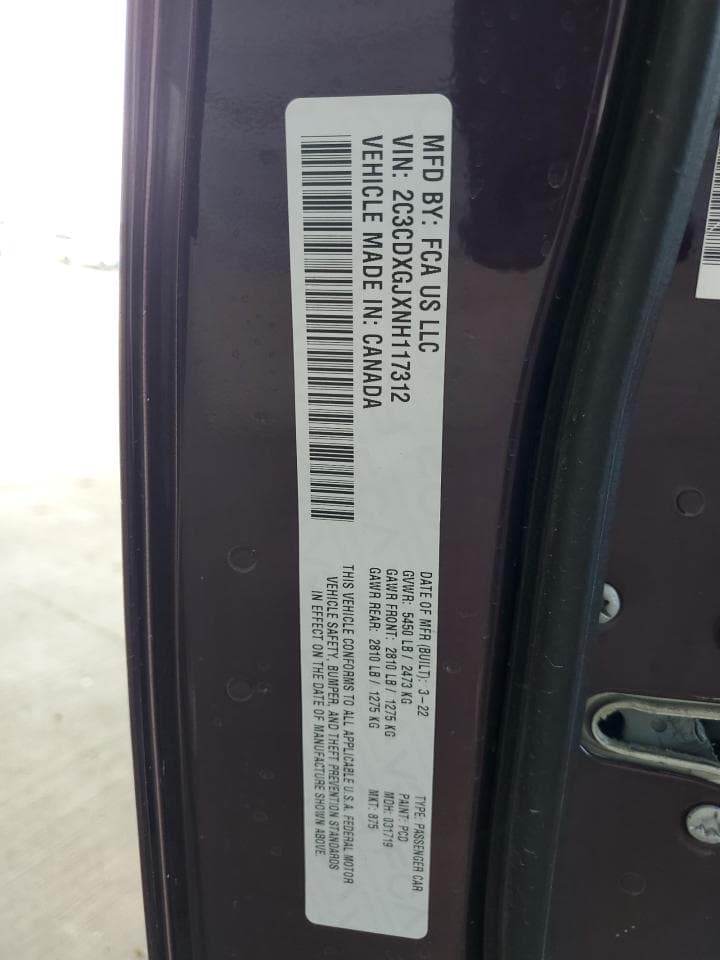 MFD BY: FCA US LLC
VIN: 2C3CDXGJXNH117312
VEHICLE MADE IN: CANADA
DATE OF MFR (BUILT): 3-22
GVWR: 5450 LB / 2473 KG
GAWR FRONT: 2810 LB / 1275 KG
GAWR REAR: 2810 LB / 1275 KG
TYPE: PASSENGER CAR
PAINT: PCD
MDH: 031719
MKT: 875
THIS VEHICLE CONFORMS TO ALL APPLICABLE U.S.A. FEDERAL MOTOR
VEHICLE SAFETY, BUMPER, AND THEFT PREVENTION STANDARDS
IN EFFECT ON THE DATE OF MANUFACTURE SHOWN ABOVE.